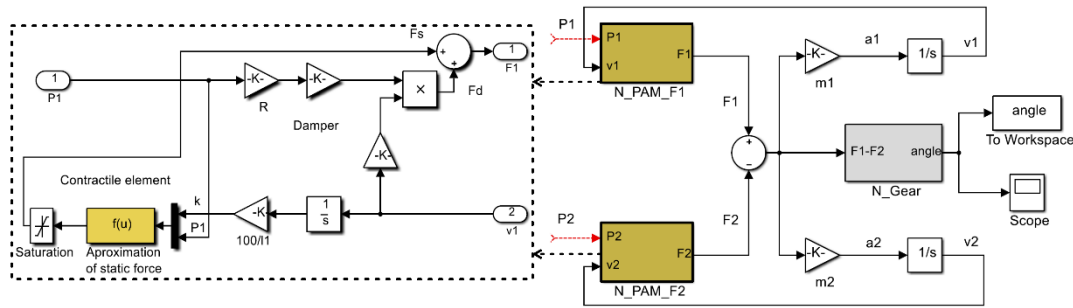 Fs
+
+
1
F1
1
P1
-K-
R
-K-
×
Fd
Damper
-K-
Contractile element
k
P1
f(u)
-K
100/l1
1
s
2
v1
Saturation
Aproximation
of static force
P1
P1
v1
F1
N_PAM_F1
F1
+
−
F2
P2
P2
v2
F2
N_PAM_F2
-K-
m1
a1
1/s
v1
F1-F2
angle
N_Gear
angle
To Workspace
Scope
-K-
m2
a2
1/s
v2